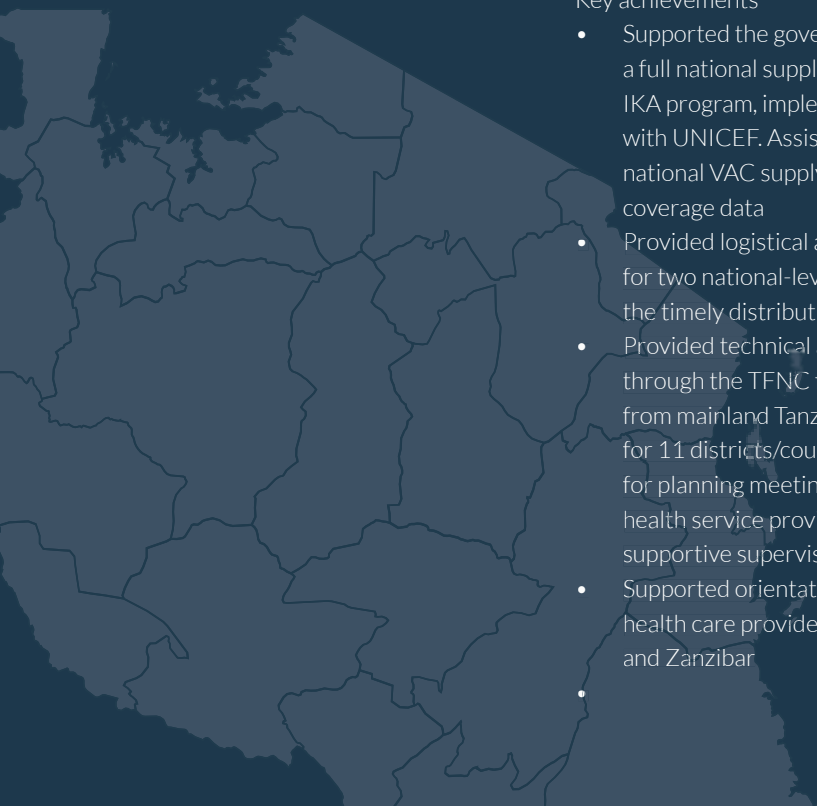 Key achievements
• Supported the gove
a full national suppl
IKA program, imple
with UNICEF. Assis
national VAC supply
coverage data
• Provided logistical a
for two national-lev
the timely distribut
• Provided technical
through the TFNC
from mainland Tanz
for 11 districts/cou
for planning meetin
health service prov
supportive supervis
• Supported orientat
health care provide
and Zanzibar
•